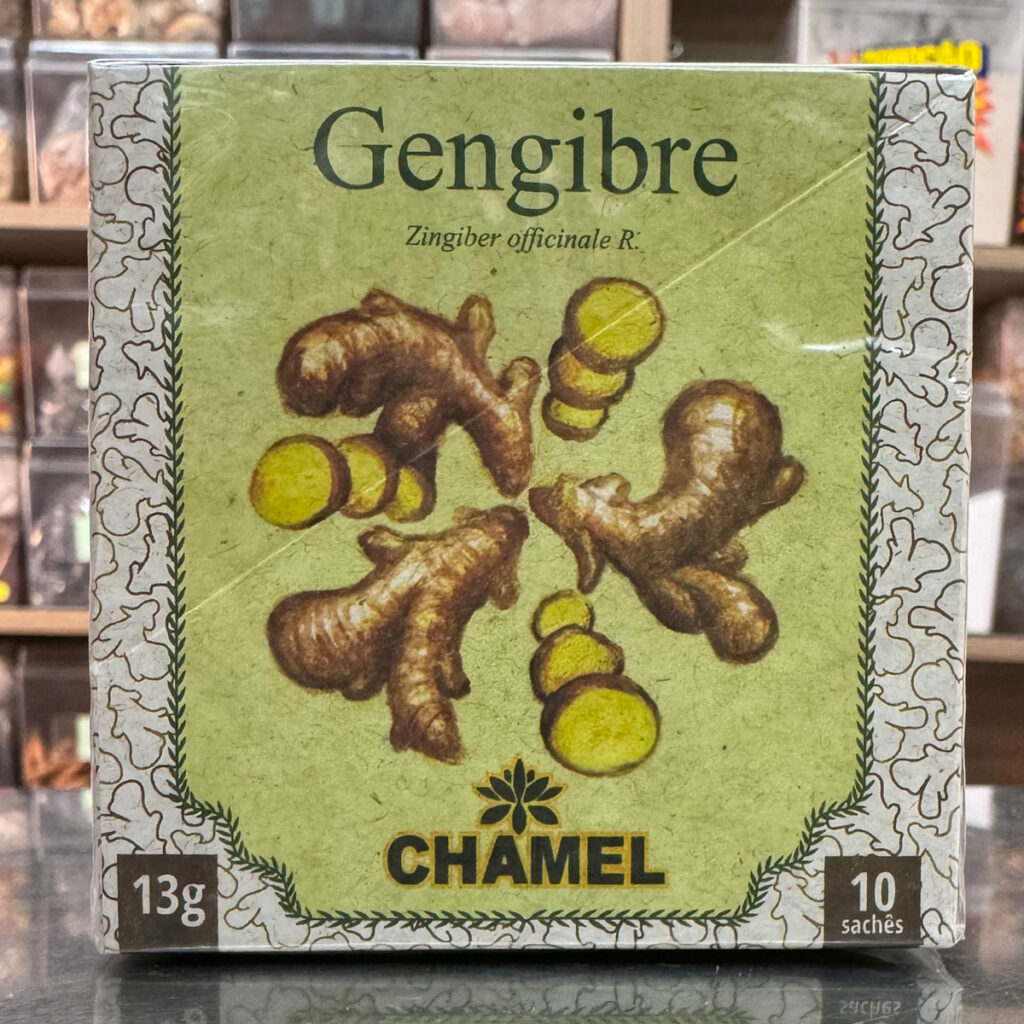 Gengibre
Zingiber officinale R.
CHAMEL
13g
10
sachês